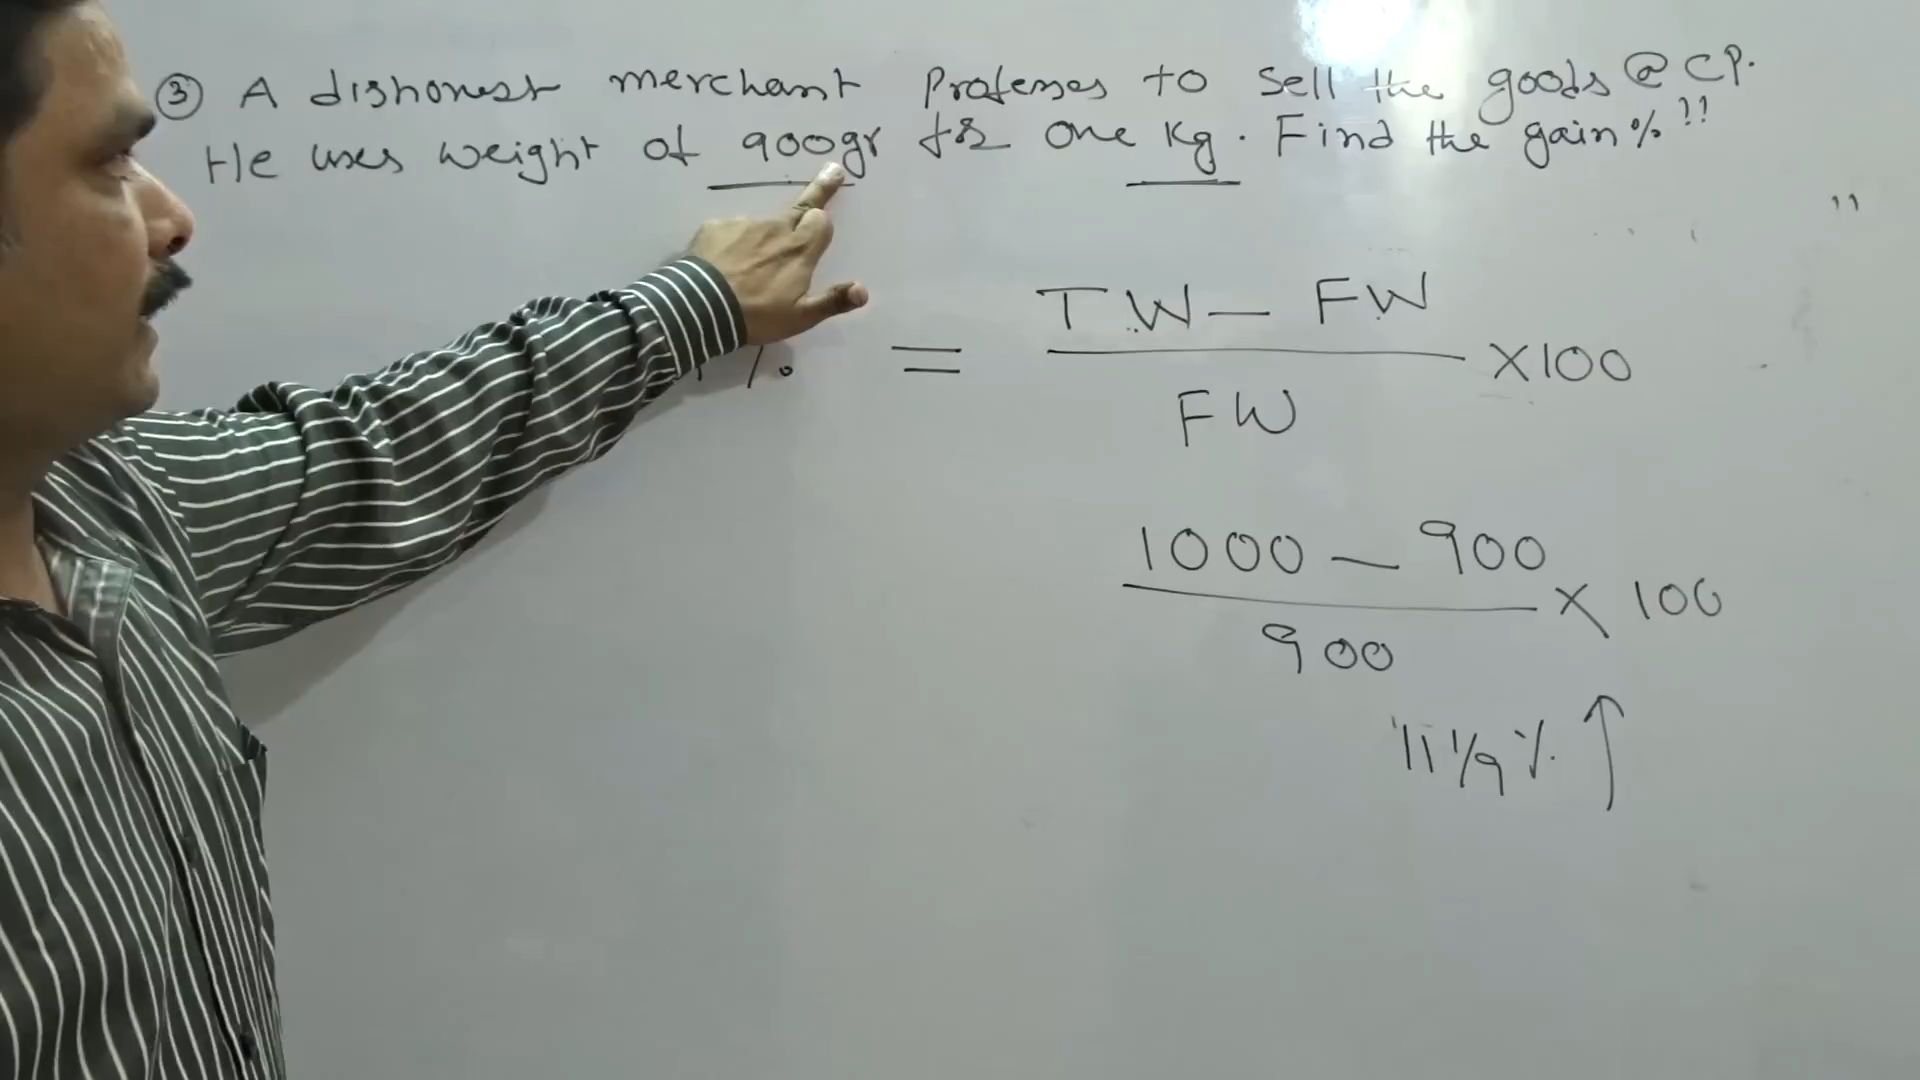 ③ A dishonest merchant Professes to sell the goods @ CP.
He uses weight of 900gr for one kg. Find the gain % !!
"
% = TW - FW
× 100
FW
1000 - 900
× 100
900
11 1/9 % ↑